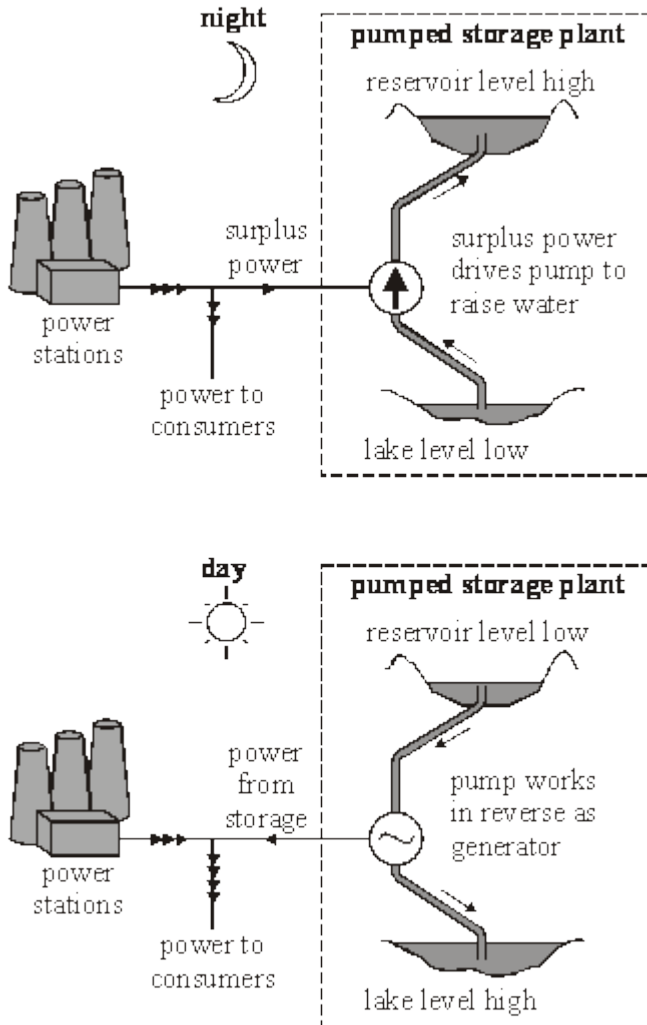 night
pumped storage plant
reservoir level high
surplus
power
surplus power
drives pump to
raise water
power
stations
power to
consumers
lake level low
day
pumped storage plant
reservoir level low
power
from
storage
pump works
in reverse as
generator
power
stations
power to
consumers
lake level high